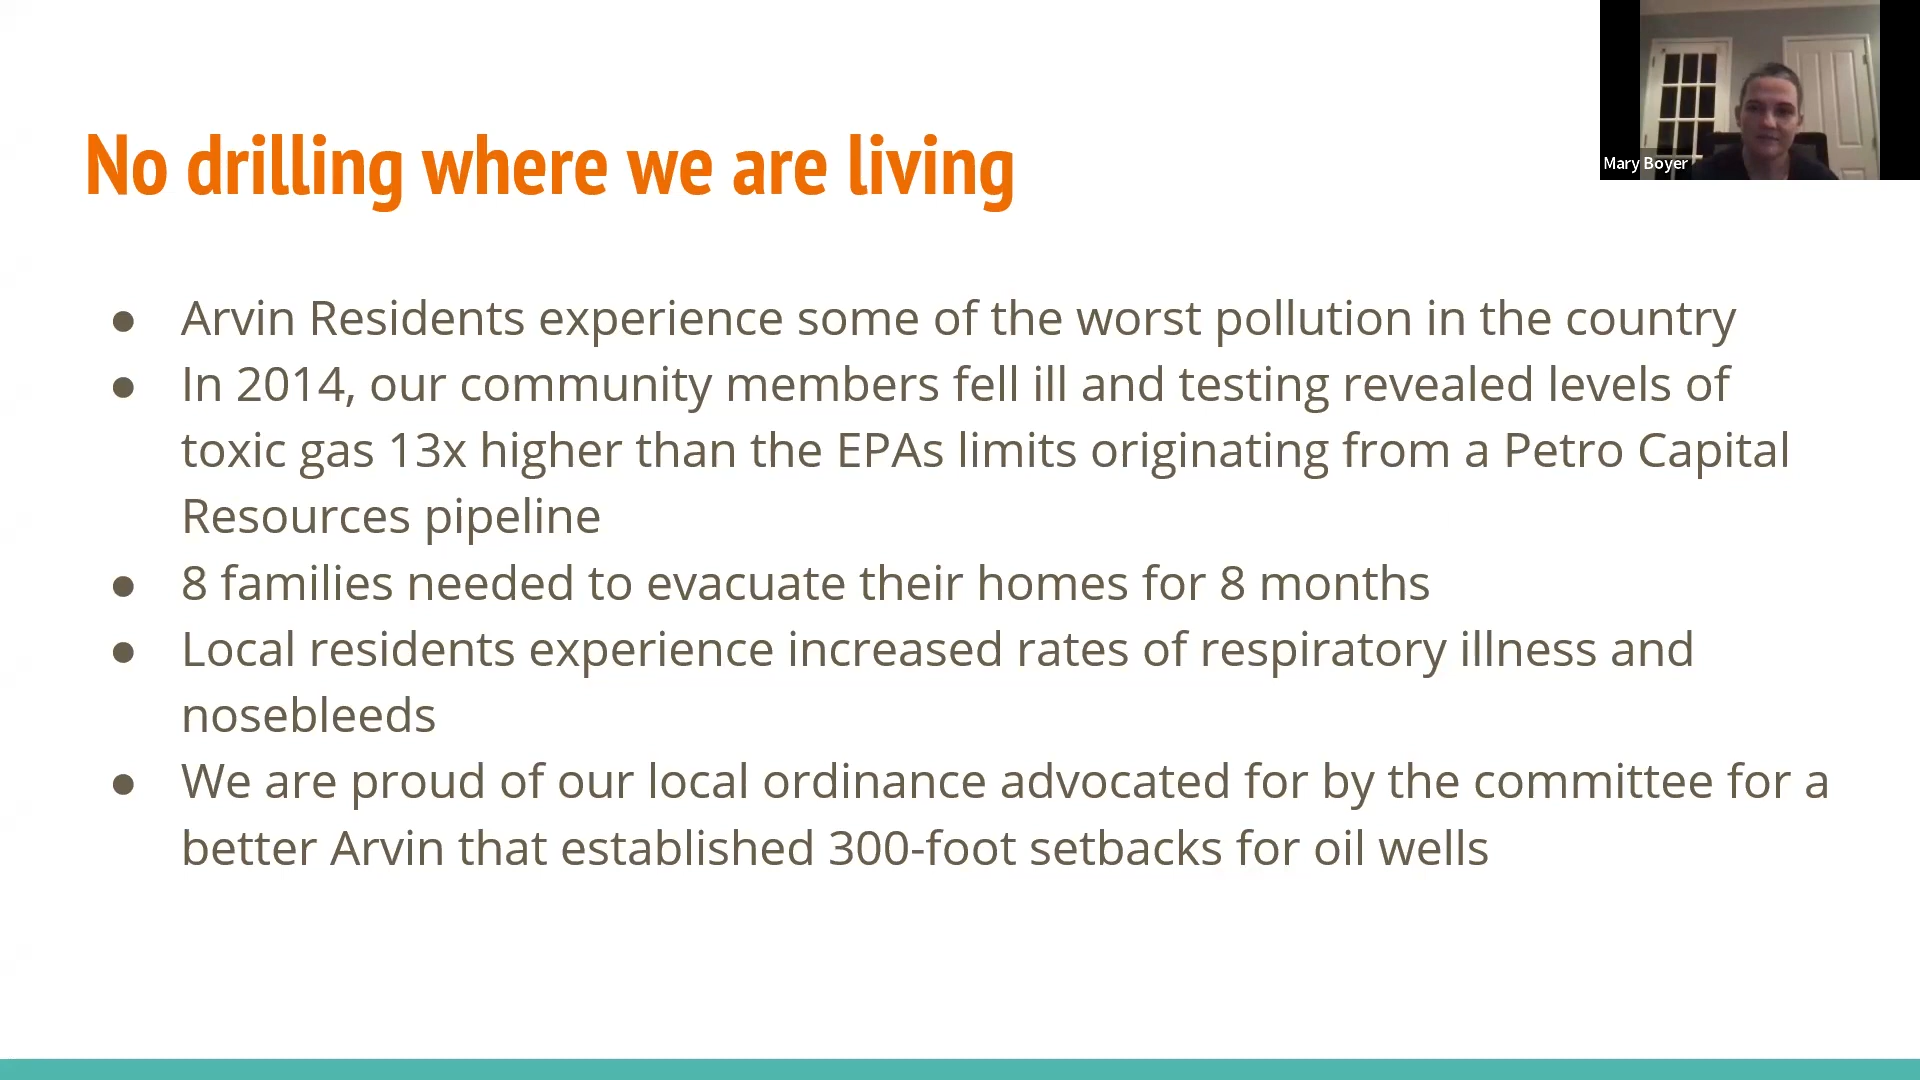 Mary Boyer
No drilling where we are living
● Arvin Residents experience some of the worst pollution in the country
● In 2014, our community members fell ill and testing revealed levels of
toxic gas 13x higher than the EPAs limits originating from a Petro Capital
Resources pipeline
● 8 families needed to evacuate their homes for 8 months
● Local residents experience increased rates of respiratory illness and
nosebleeds
● We are proud of our local ordinance advocated for by the committee for a
better Arvin that established 300-foot setbacks for oil wells